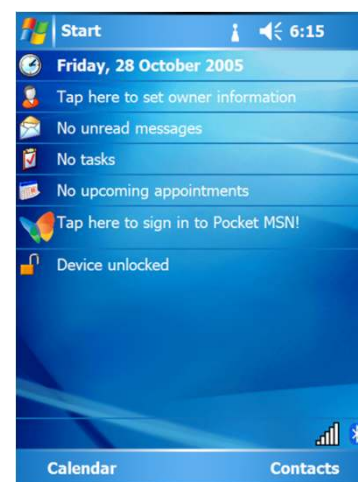 Start 6:15
Friday, 28 October 2005
Tap here to set owner information
No unread messages
No tasks
No upcoming appointments
Tap here to sign in to Pocket MSN!
Device unlocked
Calendar Contacts